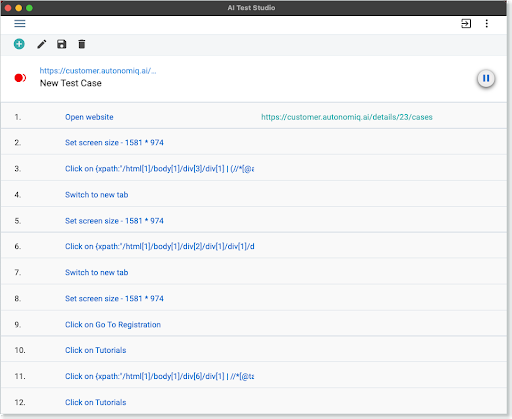 AI Test Studio
https://customer.autonomiq.ai/...
New Test Case
1. Open website https://customer.autonomiq.ai/details/23/cases
2. Set screen size - 1581 * 974
3. Click on {xpath:"/html[1]/body[1]/div[3]/div[1] | (//*[@a
4. Switch to new tab
5. Set screen size - 1581 * 974
6. Click on {xpath:"/html[1]/body[1]/div[2]/div[1]/div[1]/d
7. Switch to new tab
8. Set screen size - 1581 * 974
9. Click on Go To Registration
10. Click on Tutorials
11. Click on {xpath:"/html[1]/body[1]/div[6]/div[1] | //*[@ta
12. Click on Tutorials